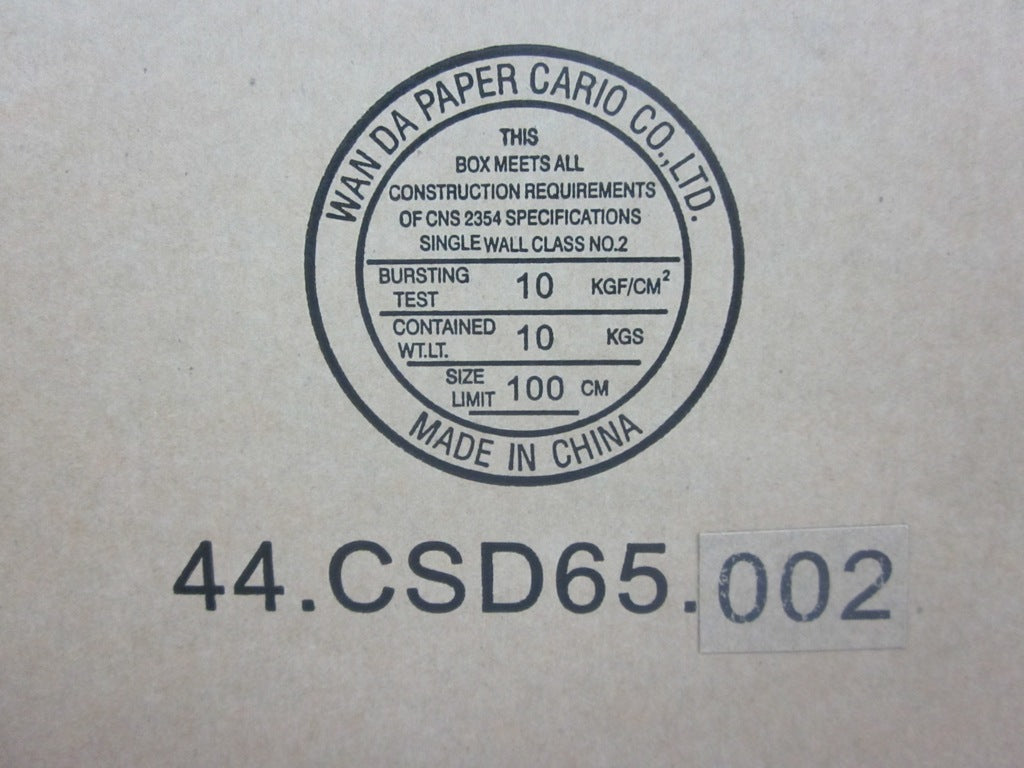 WAN DA PAPER CARIO CO.,LTD.
THIS
BOX MEETS ALL
CONSTRUCTION REQUIREMENTS
OF CNS 2354 SPECIFICATIONS
SINGLE WALL CLASS NO.2
BURSTING TEST 10 KGF/CM²
CONTAINED WT.LT. 10 KGS
SIZE LIMIT 100 CM
MADE IN CHINA
44.CSD65.002